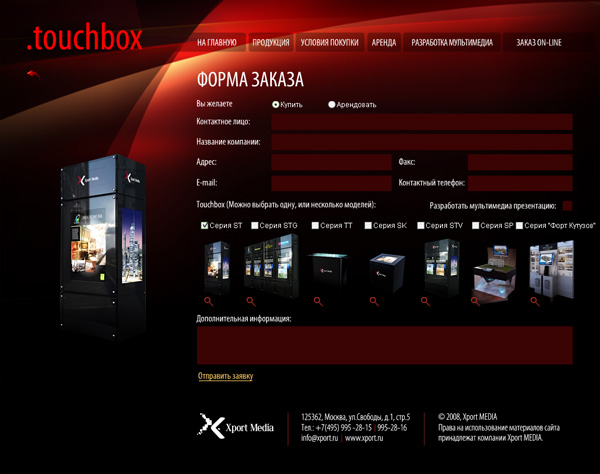 .touchbox
НА ГЛАВНУЮ ПРОДУКЦИЯ УСЛОВИЯ ПОКУПКИ АРЕНДА РАЗРАБОТКА МУЛЬТИМЕДИА ЗАКАЗ ON-LINE
ФОРМА ЗАКАЗА
Вы желаете Купить Арендовать
Контактное лицо:
Название компании:
Адрес: Факс:
E-mail: Контактный телефон:
Touchbox (Можно выбрать одну, или несколько моделей): Разработать мультимедиа презентацию:
Серия ST Серия STG Серия TT Серия SK Серия STV Серия SP Серия "Форт Кутузов"
Xport Media
Дополнительная информация:
Отправить заявку
Xport Media
125362, Москва, ул.Свободы, д.1, стр.5
Тел.: +7(495) 995 -28-15 | 995-28-16
info@xport.ru | www.xport.ru
© 2008, Xport MEDIA
Права на использование материалов сайта
принадлежат компании Xport MEDIA.